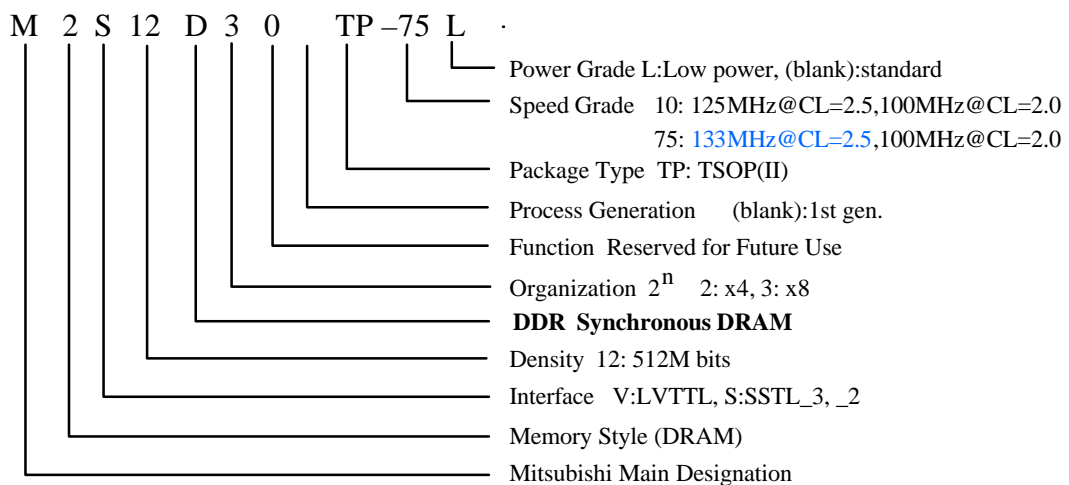 M 2 S 12 D 3 0 TP –75 L .
Power Grade L:Low power, (blank):standard
Speed Grade 10: 125MHz@CL=2.5,100MHz@CL=2.0
75: 133MHz@CL=2.5,100MHz@CL=2.0
Package Type TP: TSOP(II)
Process Generation (blank):1st gen.
Function Reserved for Future Use
Organization 2n 2: x4, 3: x8
DDR Synchronous DRAM
Density 12: 512M bits
Interface V:LVTTL, S:SSTL_3, _2
Memory Style (DRAM)
Mitsubishi Main Designation